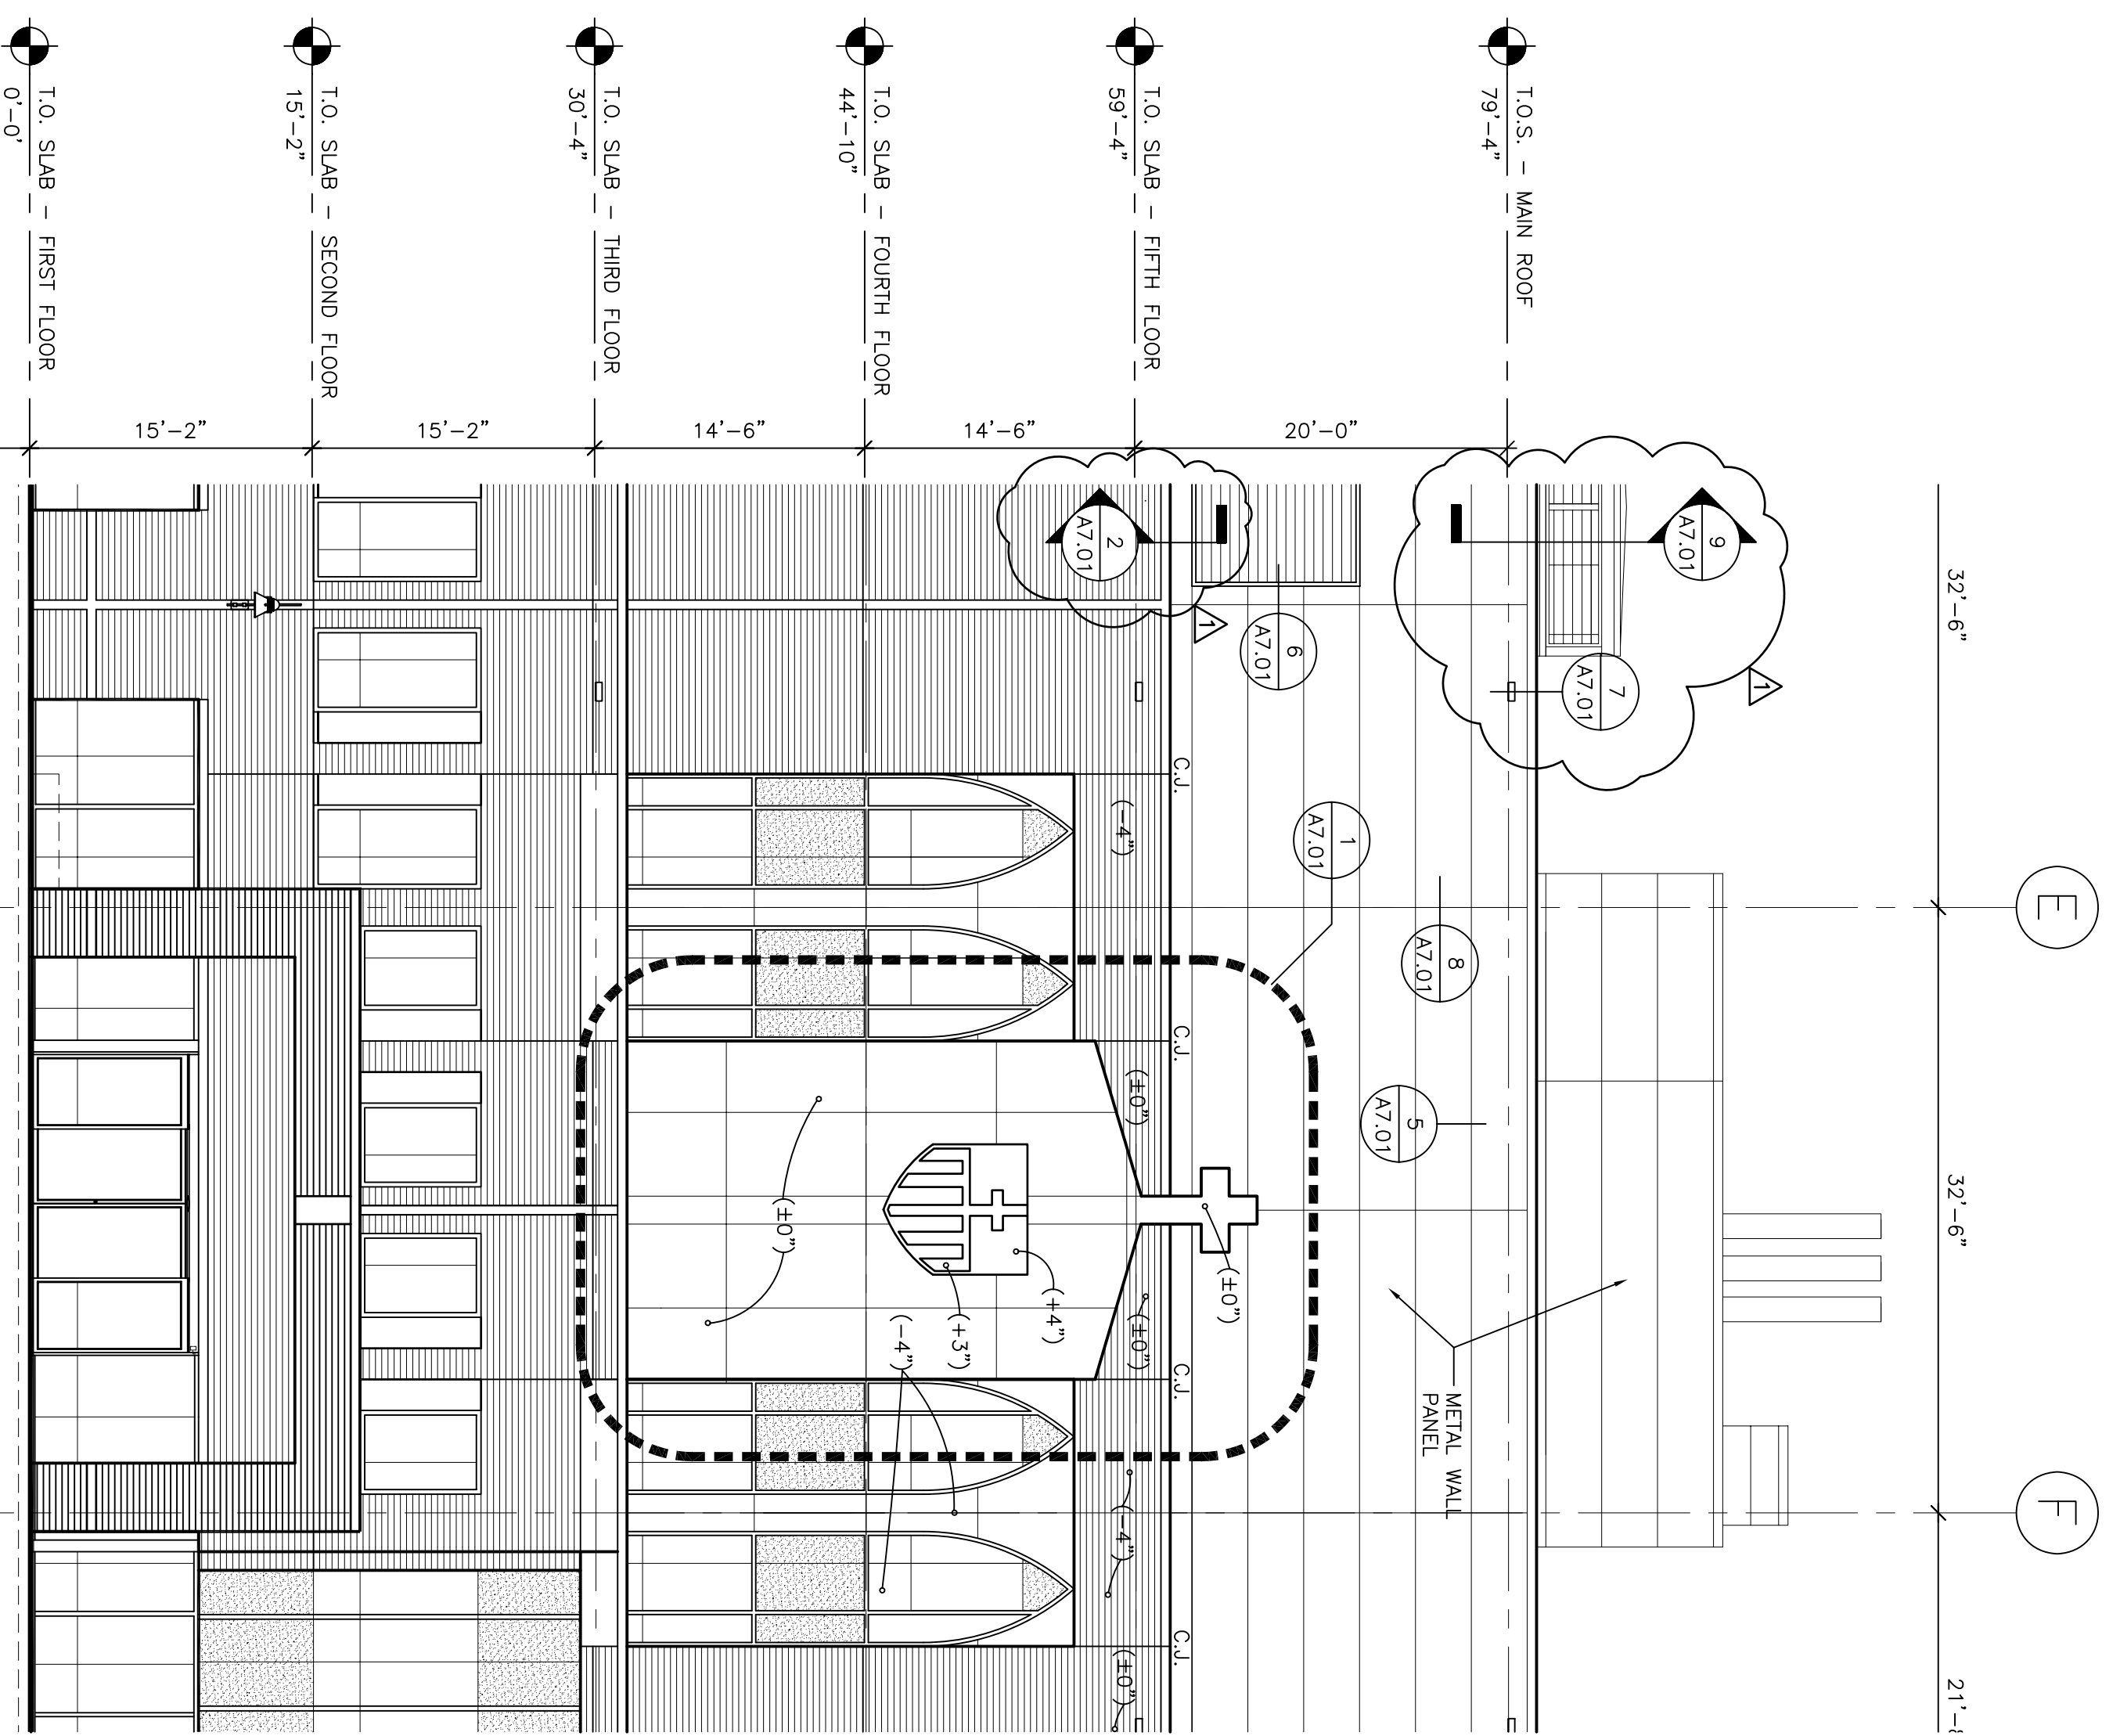 E
F
32'-6"
32'-6"
T.O.S. - MAIN ROOF
79'-4"
20'-0"
9
A7.01
7
A7.01
1
8
A7.01
5
A7.01
METAL WALL
PANEL
1
A7.01
6
A7.01
1
T.O. SLAB - FIFTH FLOOR
59'-4"
2
A7.01
C.J.
C.J.
C.J.
C.J.
(-4")
(±0")
(±0")
(±0")
(-4")
(±0")
14'-6"
(+4")
(+3")
(-4")
(±0")
T.O. SLAB - FOURTH FLOOR
44'-10"
14'-6"
T.O. SLAB - THIRD FLOOR
30'-4"
15'-2"
T.O. SLAB - SECOND FLOOR
15'-2"
15'-2"
T.O. SLAB - FIRST FLOOR
0'-0'